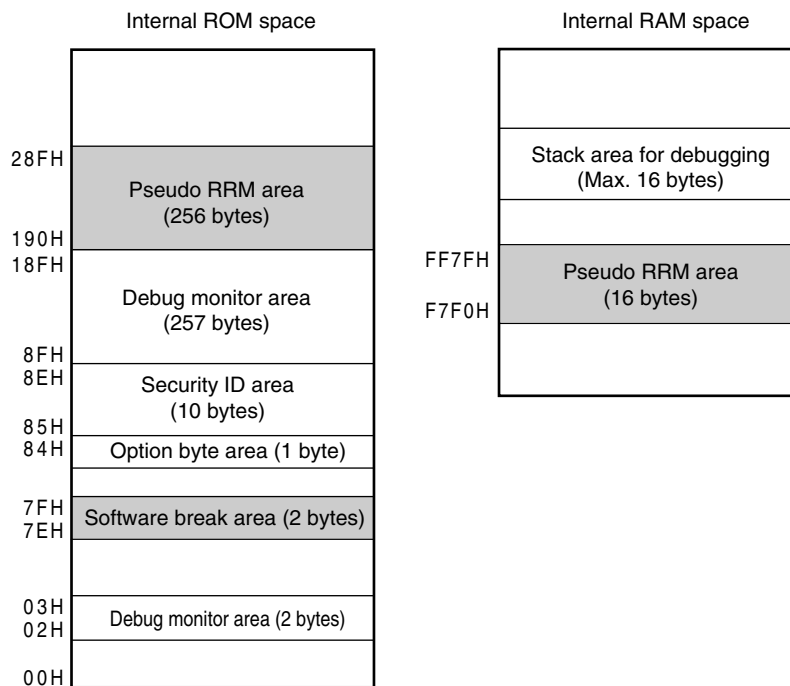 Internal ROM space
28FH
Pseudo RRM area
(256 bytes)
190H
18FH
Debug monitor area
(257 bytes)
8FH
8EH
Security ID area
(10 bytes)
85H
84H
Option byte area (1 byte)
7FH
Software break area (2 bytes)
7EH
03H
Debug monitor area (2 bytes)
02H
00H
Internal RAM space
Stack area for debugging
(Max. 16 bytes)
FF7FH
Pseudo RRM area
(16 bytes)
F7F0H